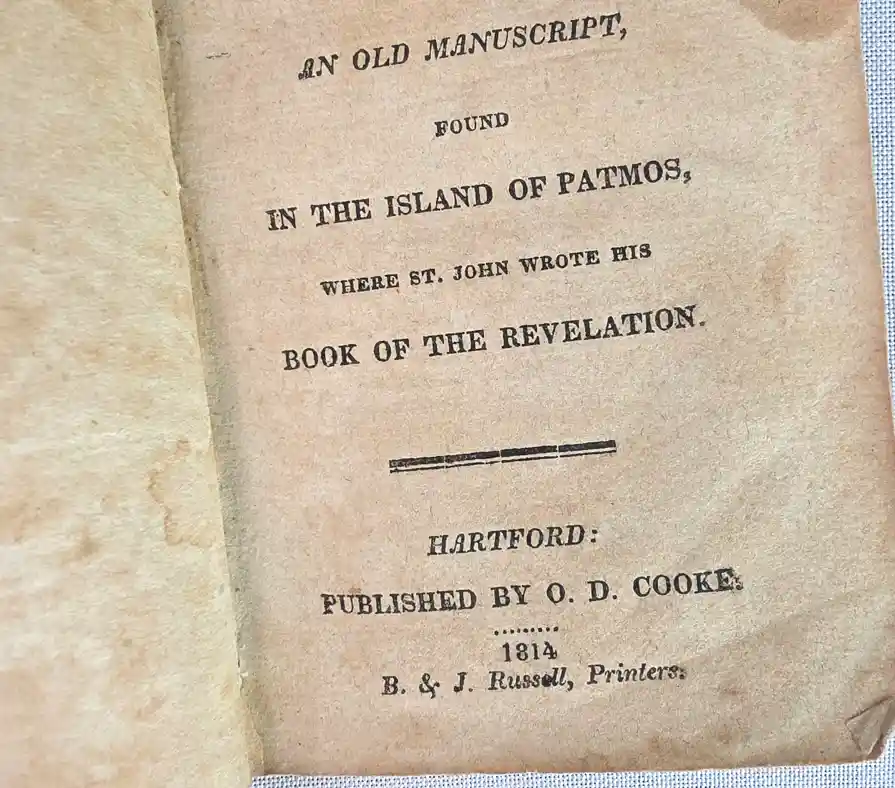 AN OLD MANUSCRIPT,
FOUND
IN THE ISLAND OF PATMOS,
WHERE ST. JOHN WROTE HIS
BOOK OF THE REVELATION.
HARTFORD:
PUBLISHED BY O. D. COOKE.
.........
1814
B. & J. Russell, Printers.